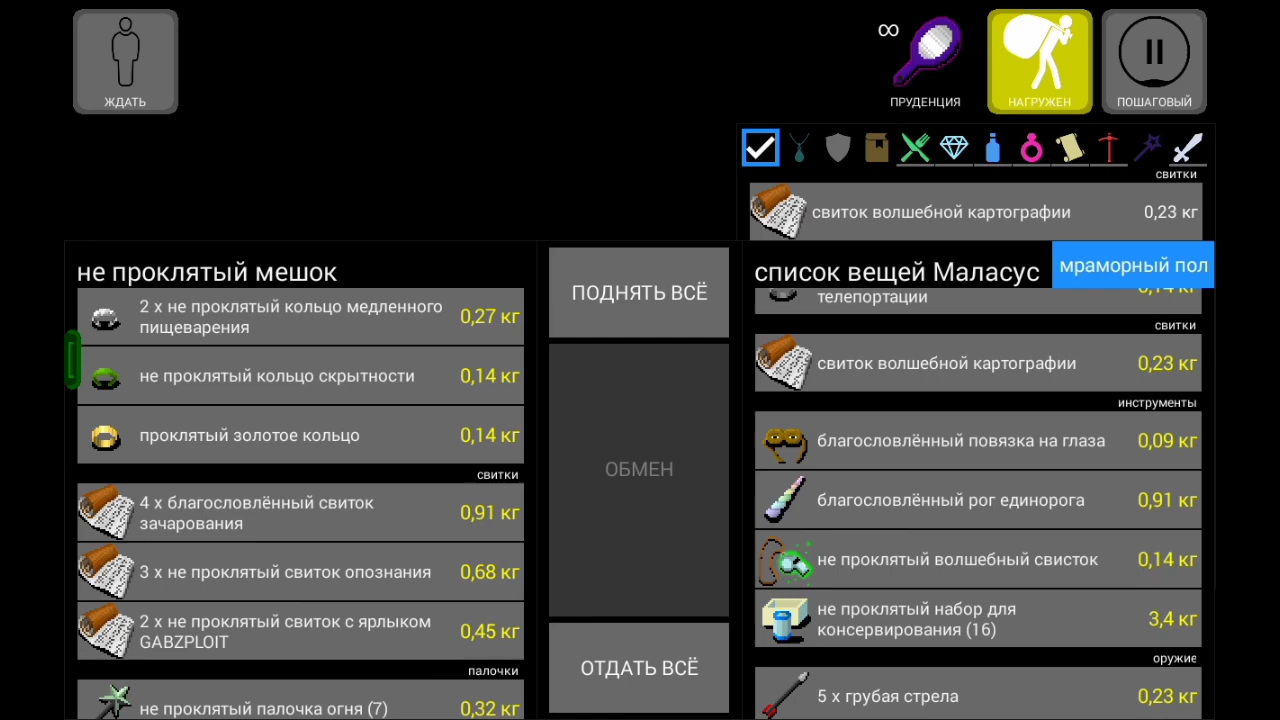 ЖДАТЬ
∞
ПРУДЕНЦИЯ
НАГРУЖЕН
ПОШАГОВЫЙ
свитки
свиток волшебной картографии 0,23 кг
не проклятый мешок
2 x не проклятый кольцо медленного
пищеварения
0,27 кг
не проклятый кольцо скрытности 0,14 кг
проклятый золотое кольцо 0,14 кг
свитки
4 x благословлённый свиток
зачарования
0,91 кг
3 x не проклятый свиток опознания 0,68 кг
2 x не проклятый свиток с ярлыком
GABZPLOIT
0,45 кг
палочки
не проклятый палочка огня (7) 0,32 кг
ПОДНЯТЬ ВСЁ
ОБМЕН
ОТДАТЬ ВСЁ
список вещей Маласус
мраморный пол
телепортации 0,14 кг
свитки
свиток волшебной картографии 0,23 кг
инструменты
благословлённый повязка на глаза 0,09 кг
благословлённый рог единорога 0,91 кг
не проклятый волшебный свисток 0,14 кг
не проклятый набор для
консервирования (16)
3,4 кг
оружие
5 x грубая стрела 0,23 кг